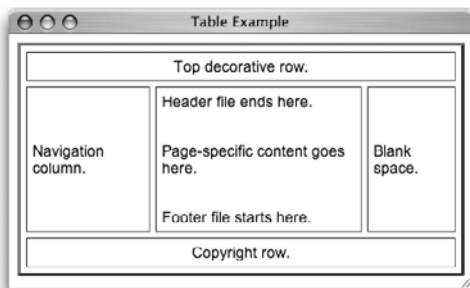 Table Example
Top decorative row.
Navigation
column.
Header file ends here.
Page-specific content goes
here.
Footer file starts here.
Blank
space.
Copyright row.